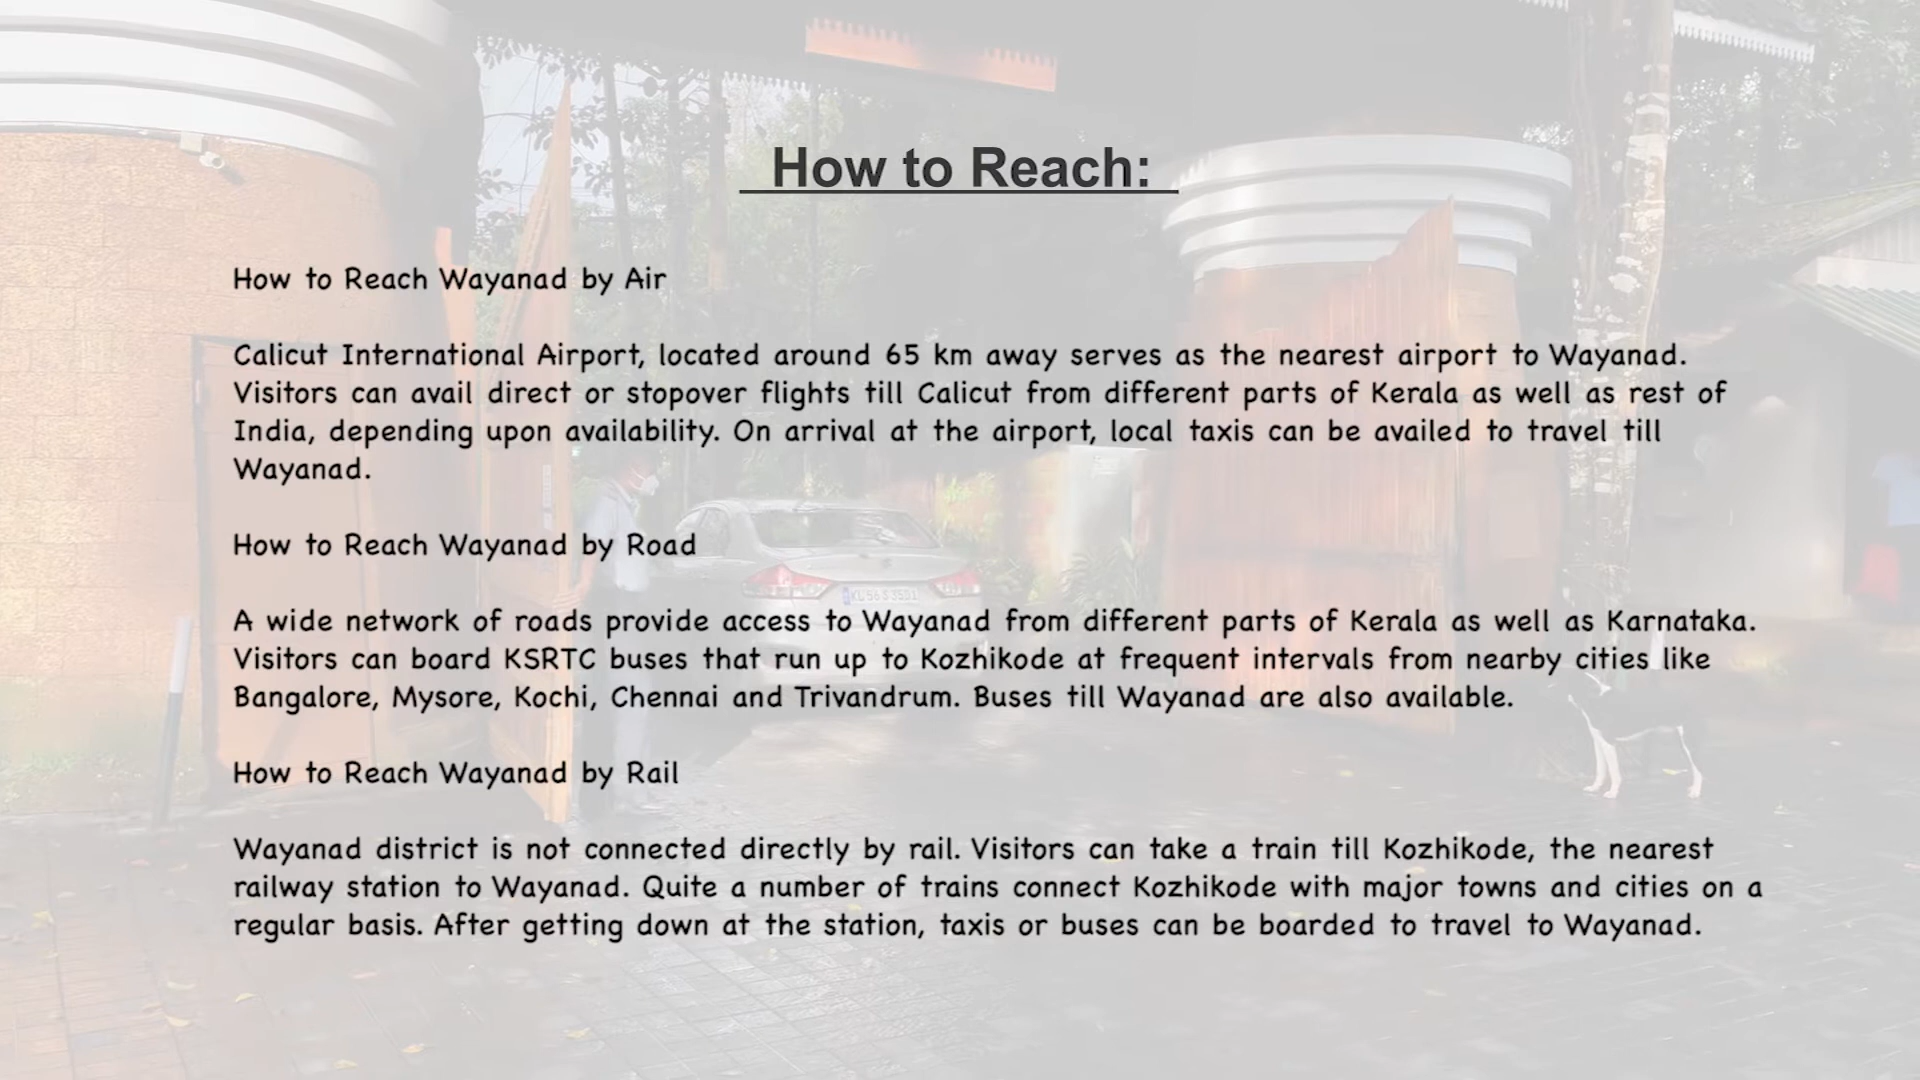 How to Reach:
How to Reach Wayanad by Air
Calicut International Airport, located around 65 km away serves as the nearest airport to Wayanad.
Visitors can avail direct or stopover flights till Calicut from different parts of Kerala as well as rest of
India, depending upon availability. On arrival at the airport, local taxis can be availed to travel till
Wayanad.
How to Reach Wayanad by Road
A wide network of roads provide access to Wayanad from different parts of Kerala as well as Karnataka.
Visitors can board KSRTC buses that run up to Kozhikode at frequent intervals from nearby cities like
Bangalore, Mysore, Kochi, Chennai and Trivandrum. Buses till Wayanad are also available.
How to Reach Wayanad by Rail
Wayanad district is not connected directly by rail. Visitors can take a train till Kozhikode, the nearest
railway station to Wayanad. Quite a number of trains connect Kozhikode with major towns and cities on a
regular basis. After getting down at the station, taxis or buses can be boarded to travel to Wayanad.